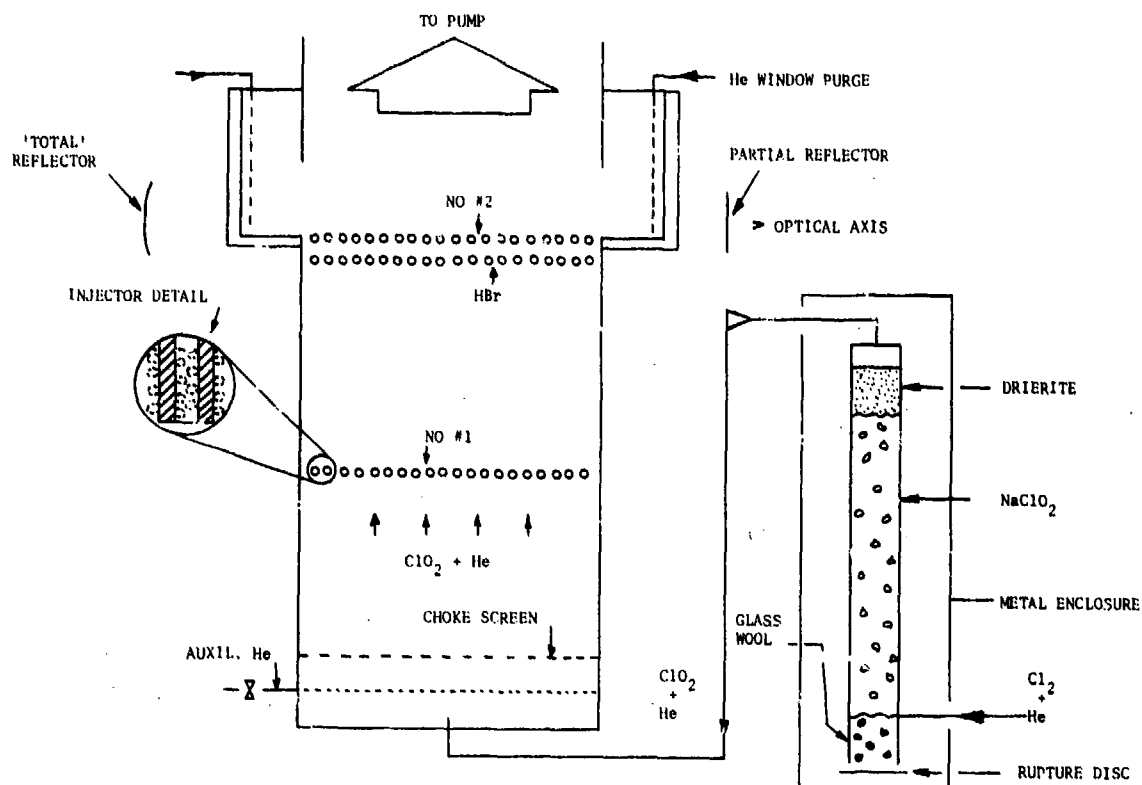 TO PUMP
He WINDOW PURGE
'TOTAL'
REFLECTOR
PARTIAL REFLECTOR
NO #2
> OPTICAL AXIS
HBr
INJECTOR DETAIL
DRIERITE
NO #1
NaClO₂
ClO₂ + He
METAL ENCLOSURE
CHOKE SCREEN
GLASS
WOOL
AUXIL. He
ClO₂
+
He
Cl₂
+
He
RUPTURE DISC